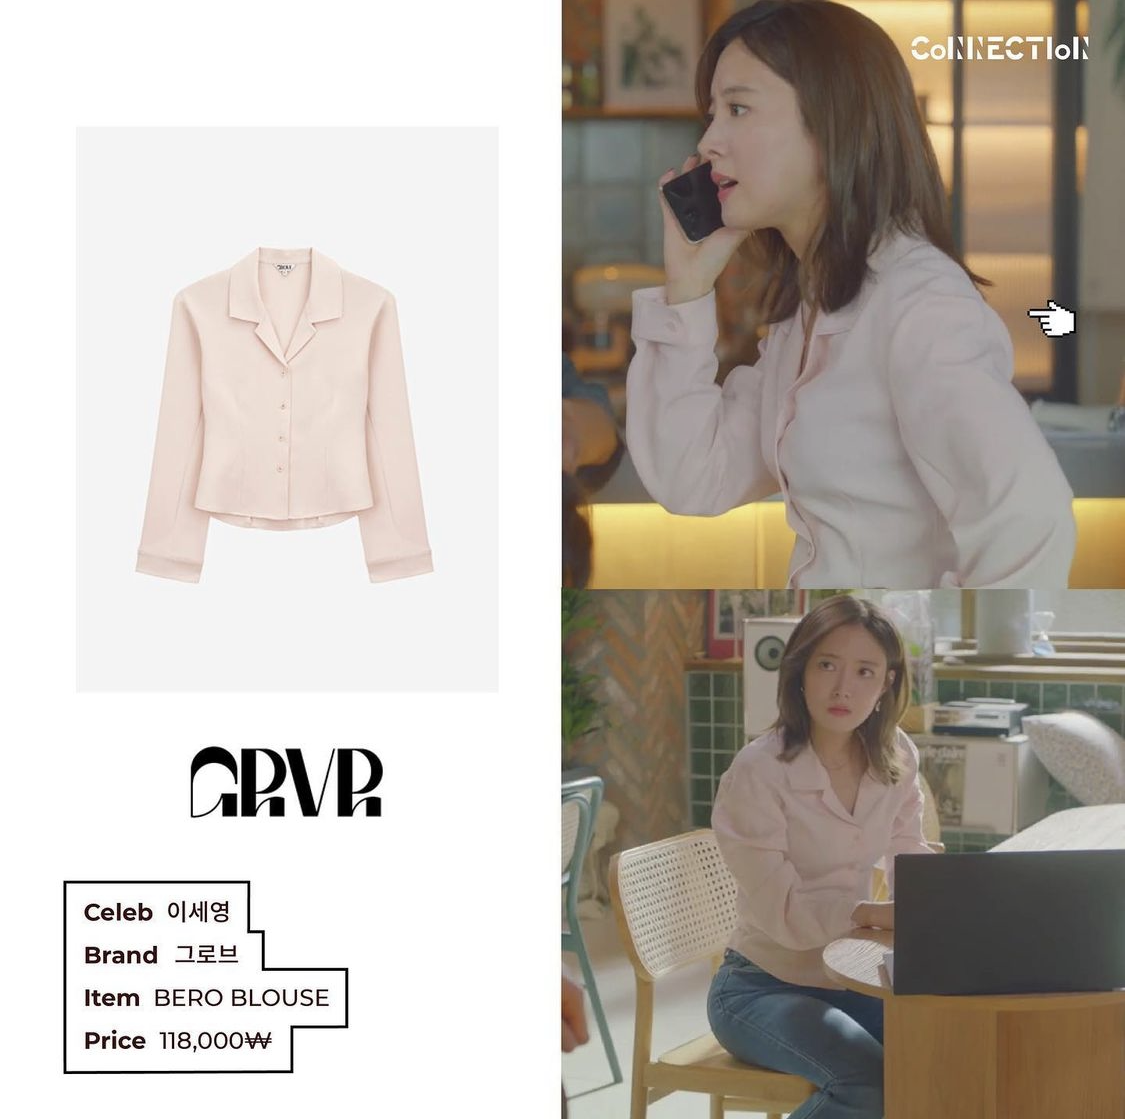 CoNNECTIoN
GRVR
Celeb 이세영
Brand 그로브
Item BERO BLOUSE
Price 118,000₩